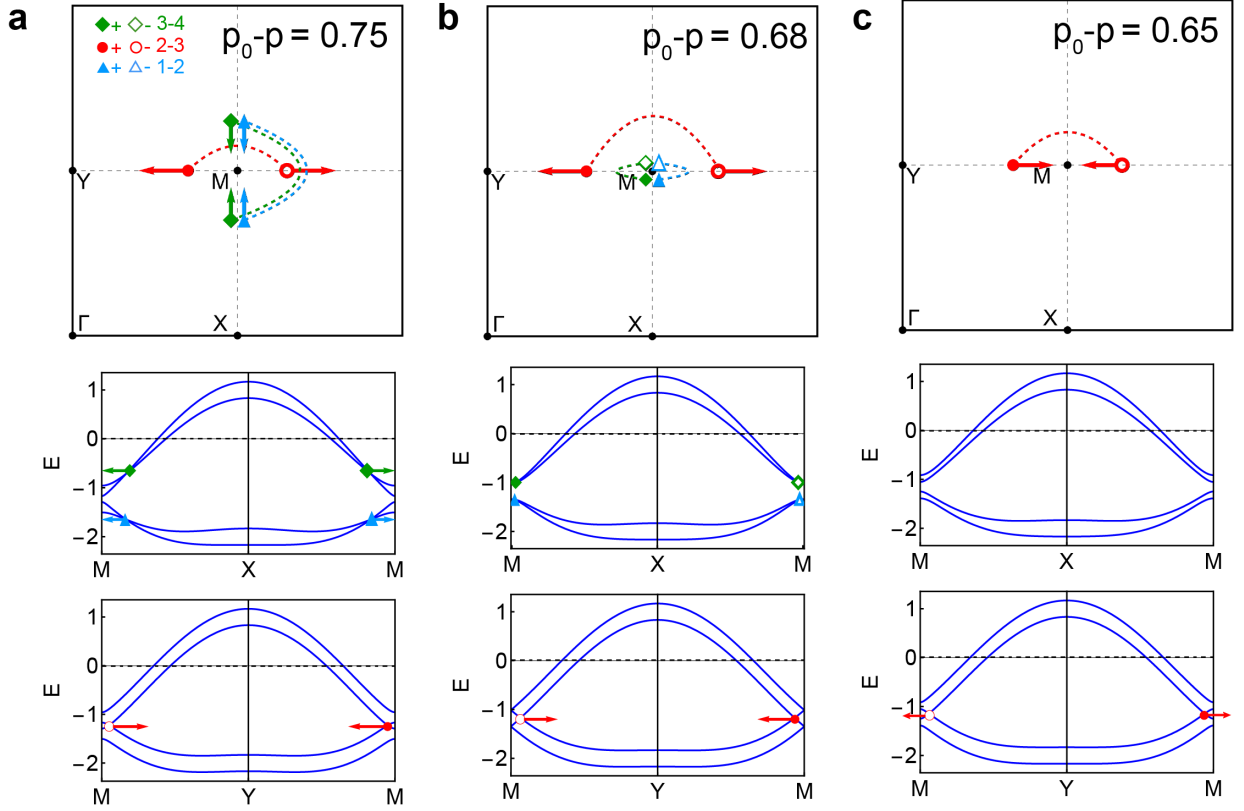 a
◆+ ◇- 3-4
●+ ○- 2-3
▲+ △- 1-2
p₀-p = 0.75
Y
M
Γ
X
b
p₀-p = 0.68
Y
M
Γ
X
c
p₀-p = 0.65
Y
M
Γ
X
E
1
0
−1
−2
M
X
M
E
1
0
−1
−2
M
X
M
E
1
0
−1
−2
M
X
M
E
1
0
−1
−2
M
Y
M
E
1
0
−1
−2
M
Y
M
E
1
0
−1
−2
M
Y
M